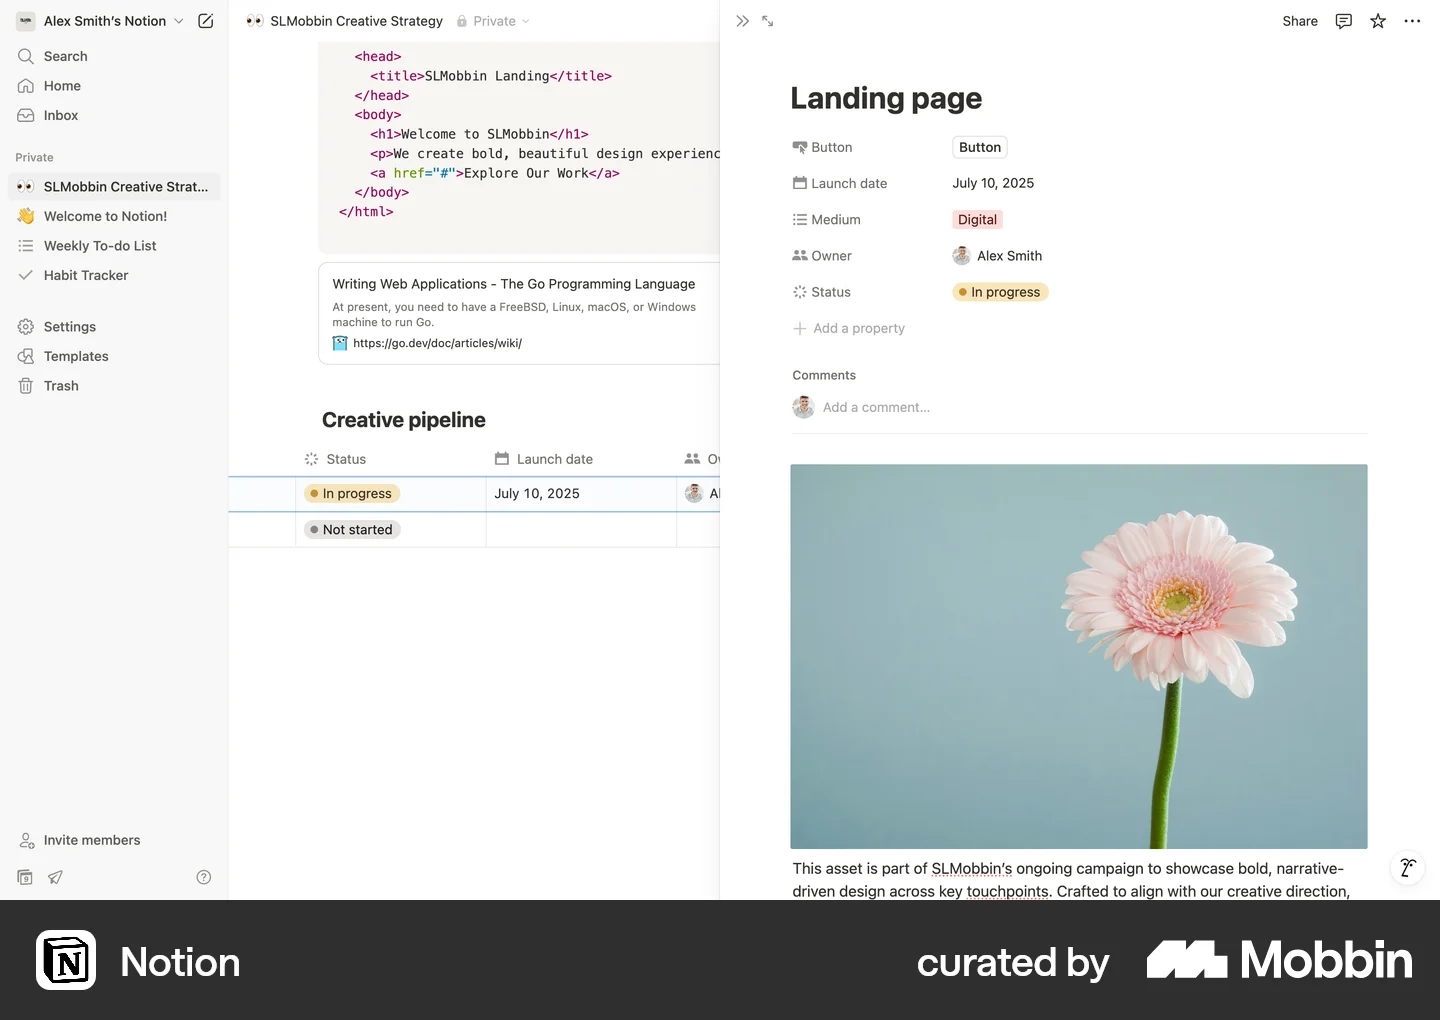 Alex Smith's Notion
Search
Home
Inbox
Private
SLMobbin Creative Strat...
Welcome to Notion!
Weekly To-do List
Habit Tracker
Settings
Templates
Trash
Invite members
SLMobbin Creative Strategy
Private
<head>
<title>SLMobbin Landing</title>
</head>
<body>
<h1>Welcome to SLMobbin</h1>
<p>We create bold, beautiful design experienc
<a href="#">Explore Our Work</a>
</body>
</html>
Writing Web Applications - The Go Programming Language
At present, you need to have a FreeBSD, Linux, macOS, or Windows
machine to run Go.
https://go.dev/doc/articles/wiki/
Creative pipeline
Status Launch date Ow
In progress July 10, 2025 Al
Not started
Share
Landing page
Button Button
Launch date July 10, 2025
Medium Digital
Owner Alex Smith
Status In progress
Add a property
Comments
Add a comment...
This asset is part of SLMobbin's ongoing campaign to showcase bold, narrative-
driven design across key touchpoints. Crafted to align with our creative direction,
Notion
curated by Mobbin